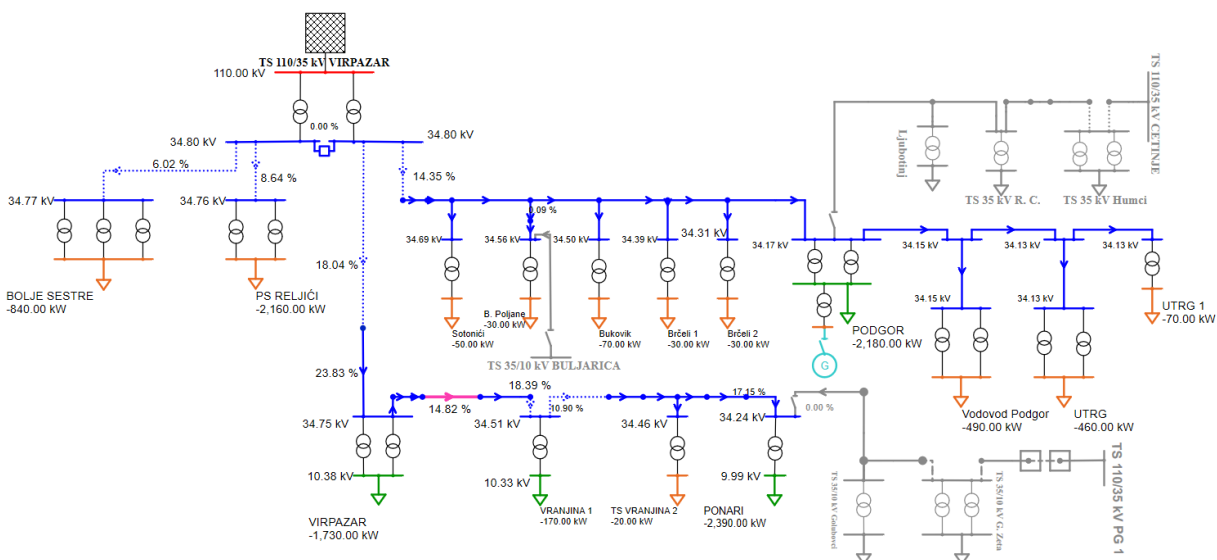 TS 110/35 kV VIRPAZAR
110.00 kV
0.00 %
34.80 kV
34.80 kV
6.02 %
8.64 %
14.35 %
34.77 kV
34.76 kV
18.04 %
BOLJE SESTRE
-840.00 kW
PS RELJIĆI
-2,160.00 kW
34.69 kV
0.09 %
34.56 kV
34.50 kV
34.39 kV
34.31 kV
34.17 kV
34.15 kV
34.13 kV
34.13 kV
34.15 kV
34.13 kV
Sotonići
-50.00 kW
B. Poljane
-30.00 kW
Bukovik
-70.00 kW
Brčeli 1
-30.00 kW
Brčeli 2
-30.00 kW
PODGOR
-2,180.00 kW
G
UTRG 1
-70.00 kW
Vodovod Podgor
-490.00 kW
UTRG
-460.00 kW
TS 35/10 kV BULJARICA
Ljubotinj
TS 35 kV R. C.
TS 35 kV Humci
TS 110/35 kV CETINJE
23.83 %
14.82 %
18.39 %
10.90 %
17.15 %
0.00 %
34.75 kV
34.51 kV
34.46 kV
34.24 kV
10.38 kV
10.33 kV
9.99 kV
VIRPAZAR
-1,730.00 kW
VRANJINA 1
-170.00 kW
TS VRANJINA 2
-20.00 kW
PONARI
-2,390.00 kW
TS 35/10 kV Golubovci
TS 35/10 kV G. Zeta
TS 110/35 kV PG 1